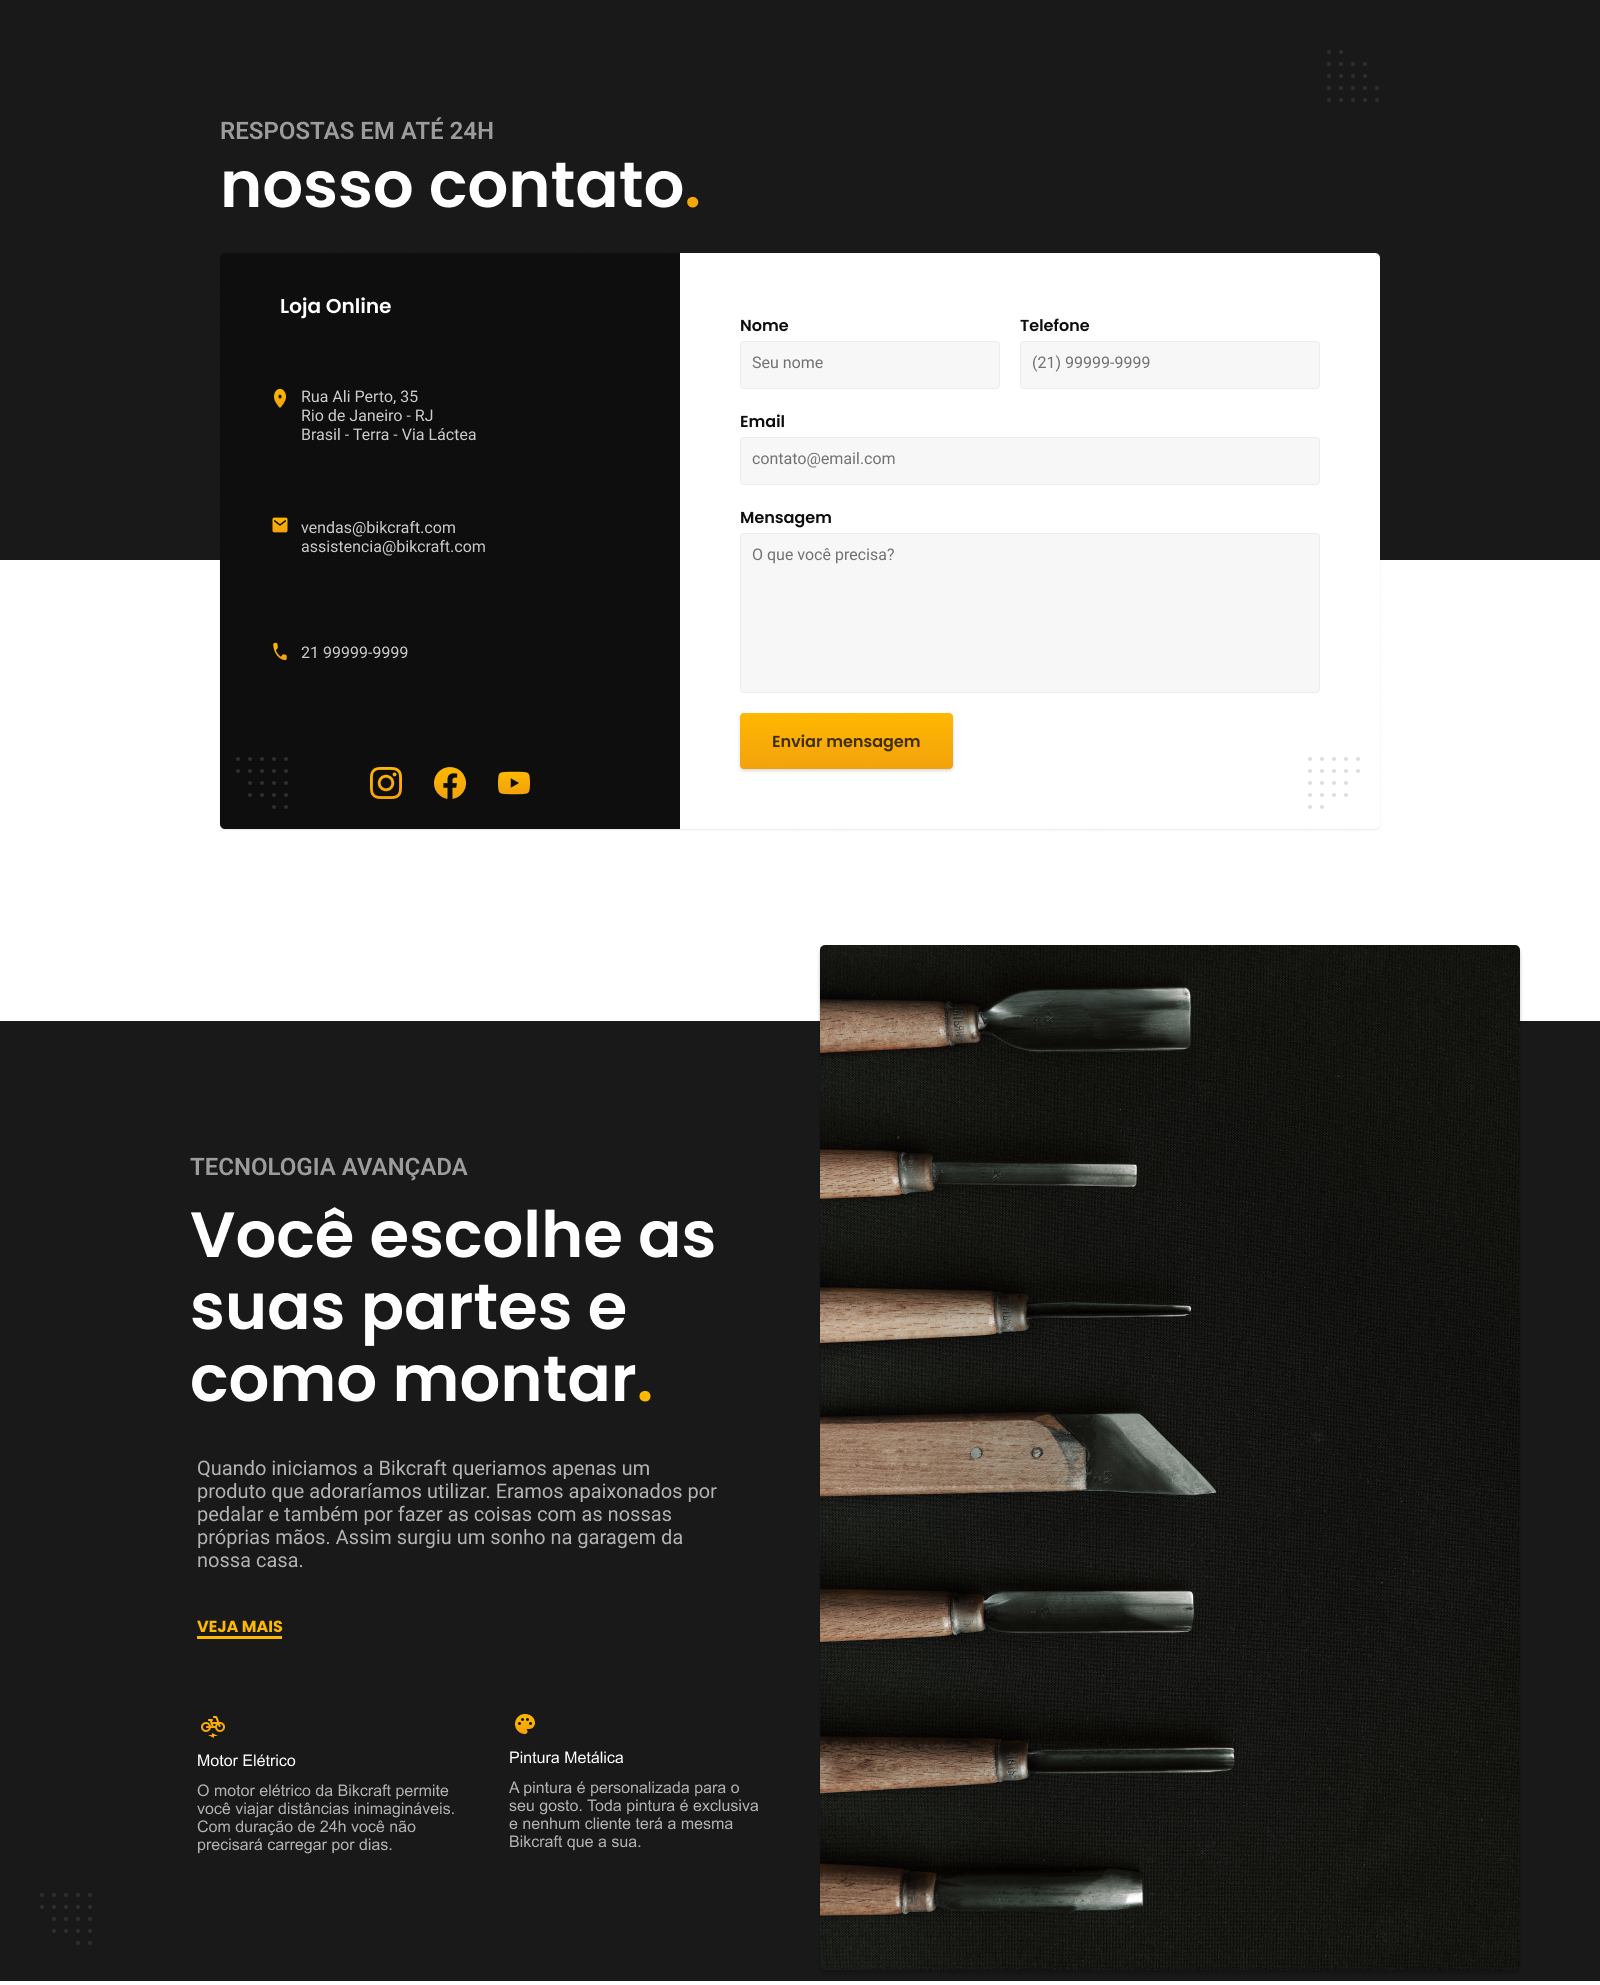 RESPOSTAS EM ATÉ 24H
nosso contato.
Loja Online
Rua Ali Perto, 35
Rio de Janeiro - RJ
Brasil - Terra - Via Láctea
vendas@bikcraft.com
assistencia@bikcraft.com
21 99999-9999
Nome
Seu nome
Telefone
(21) 99999-9999
Email
contato@email.com
Mensagem
O que você precisa?
Enviar mensagem
TECNOLOGIA AVANÇADA
Você escolhe as
suas partes e
como montar.
Quando iniciamos a Bikcraft queriamos apenas um
produto que adoraríamos utilizar. Eramos apaixonados por
pedalar e também por fazer as coisas com as nossas
próprias mãos. Assim surgiu um sonho na garagem da
nossa casa.
VEJA MAIS
Motor Elétrico
O motor elétrico da Bikcraft permite
você viajar distâncias inimagináveis.
Com duração de 24h você não
precisará carregar por dias.
Pintura Metálica
A pintura é personalizada para o
seu gosto. Toda pintura é exclusiva
e nenhum cliente terá a mesma
Bikcraft que a sua.